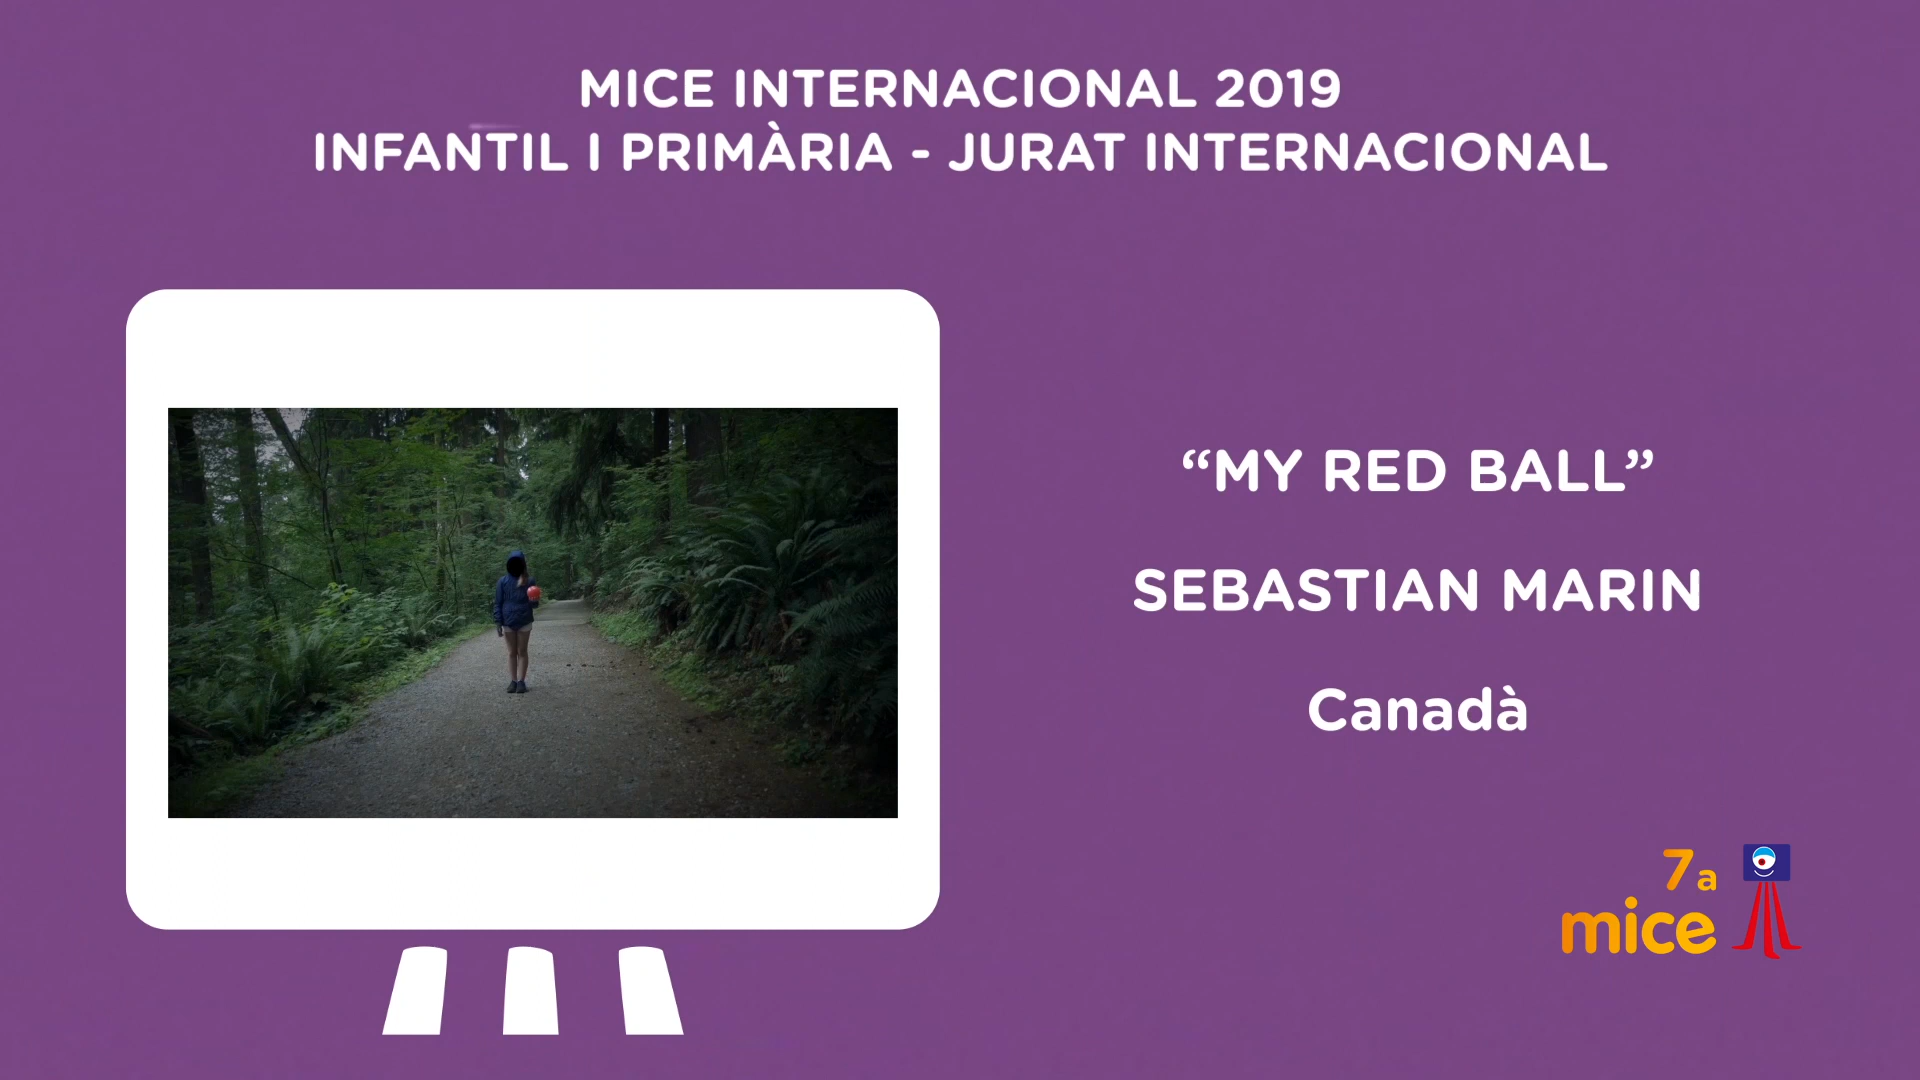 MICE INTERNACIONAL 2019
INFANTIL I PRIMÀRIA - JURAT INTERNACIONAL
“MY RED BALL”
SEBASTIAN MARIN
Canadà
7a
mice